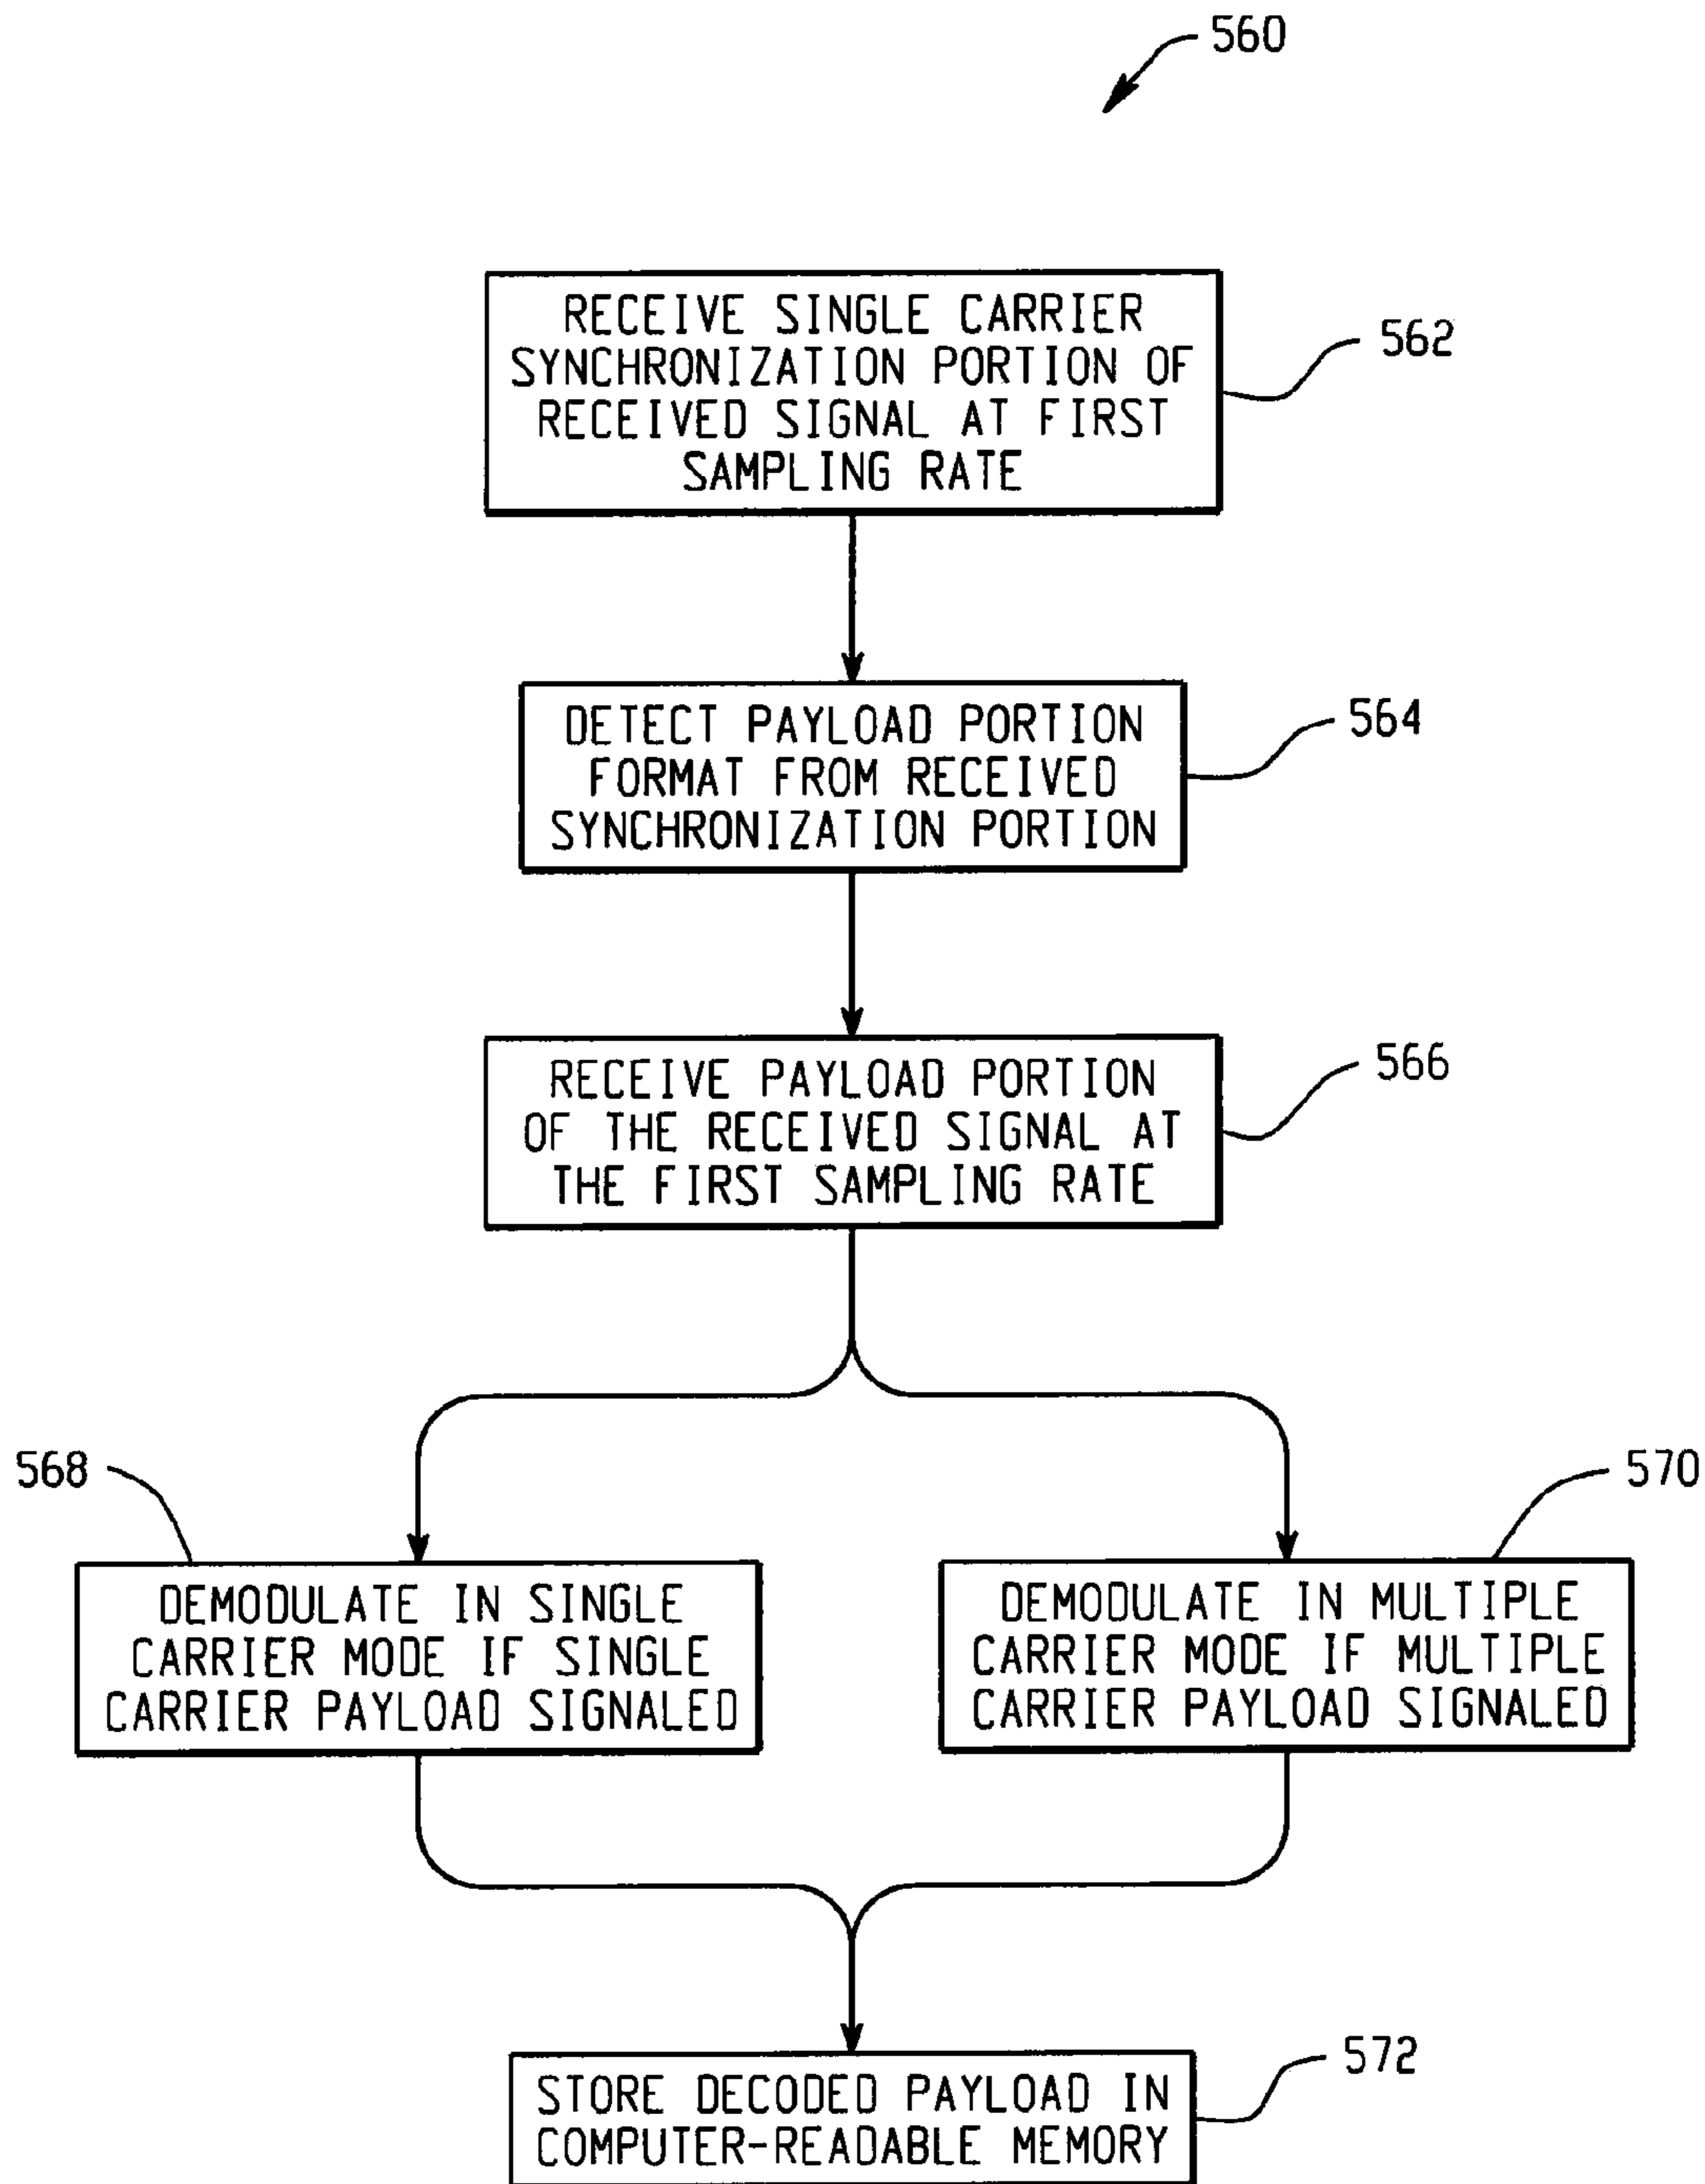 560
RECEIVE SINGLE CARRIER
SYNCHRONIZATION PORTION OF
RECEIVED SIGNAL AT FIRST
SAMPLING RATE
562
DETECT PAYLOAD PORTION
FORMAT FROM RECEIVED
SYNCHRONIZATION PORTION
564
RECEIVE PAYLOAD PORTION
OF THE RECEIVED SIGNAL AT
THE FIRST SAMPLING RATE
566
568
DEMODULATE IN SINGLE
CARRIER MODE IF SINGLE
CARRIER PAYLOAD SIGNALED
570
DEMODULATE IN MULTIPLE
CARRIER MODE IF MULTIPLE
CARRIER PAYLOAD SIGNALED
572
STORE DECODED PAYLOAD IN
COMPUTER-READABLE MEMORY